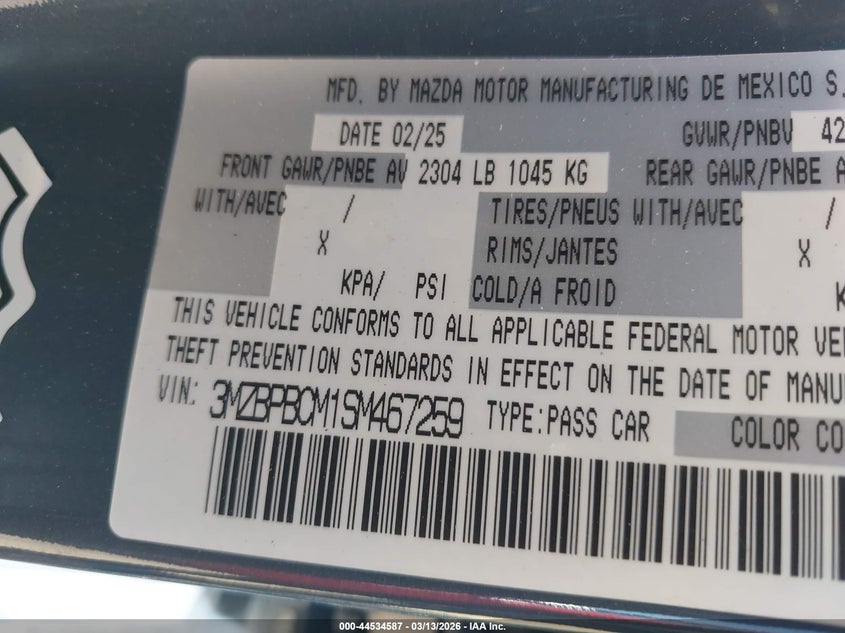 MFD. BY MAZDA MOTOR MANUFACTURING DE MEXICO S.
DATE 02/25 GVWR/PNBV 42
FRONT GAWR/PNBE AV 2304 LB 1045 KG REAR GAWR/PNBE A
WITH/AVEC / TIRES/PNEUS WITH/AVEC /
X RIMS/JANTES X
KPA/ PSI COLD/A FROID K
THIS VEHICLE CONFORMS TO ALL APPLICABLE FEDERAL MOTOR VE
THEFT PREVENTION STANDARDS IN EFFECT ON THE DATE OF MANU
VIN: 3MZBPBCM1SM467259 TYPE:PASS CAR COLOR CO
000-44534587 - 03/13/2026 - IAA Inc.